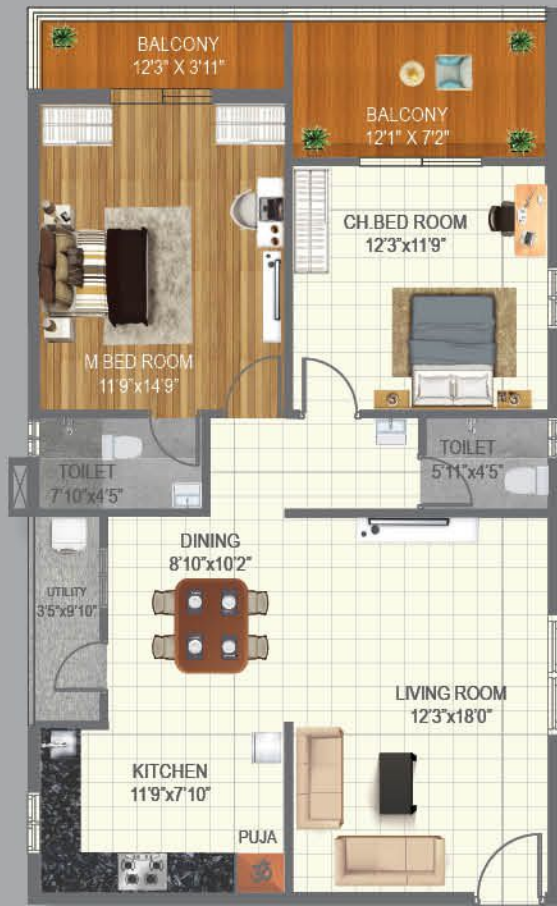 BALCONY
12'3" X 3'11"
BALCONY
12'1" X 7'2"
CH.BED ROOM
12'3"x11'9"
M BED ROOM
11'9"x14'9"
TOILET
7'10"x4'5"
TOILET
5'11"x4'5"
DINING
8'10"x10'2"
UTILITY
3'5"x9'10"
LIVING ROOM
12'3"x18'0"
KITCHEN
11'9"x7'10"
PUJA
ॐ